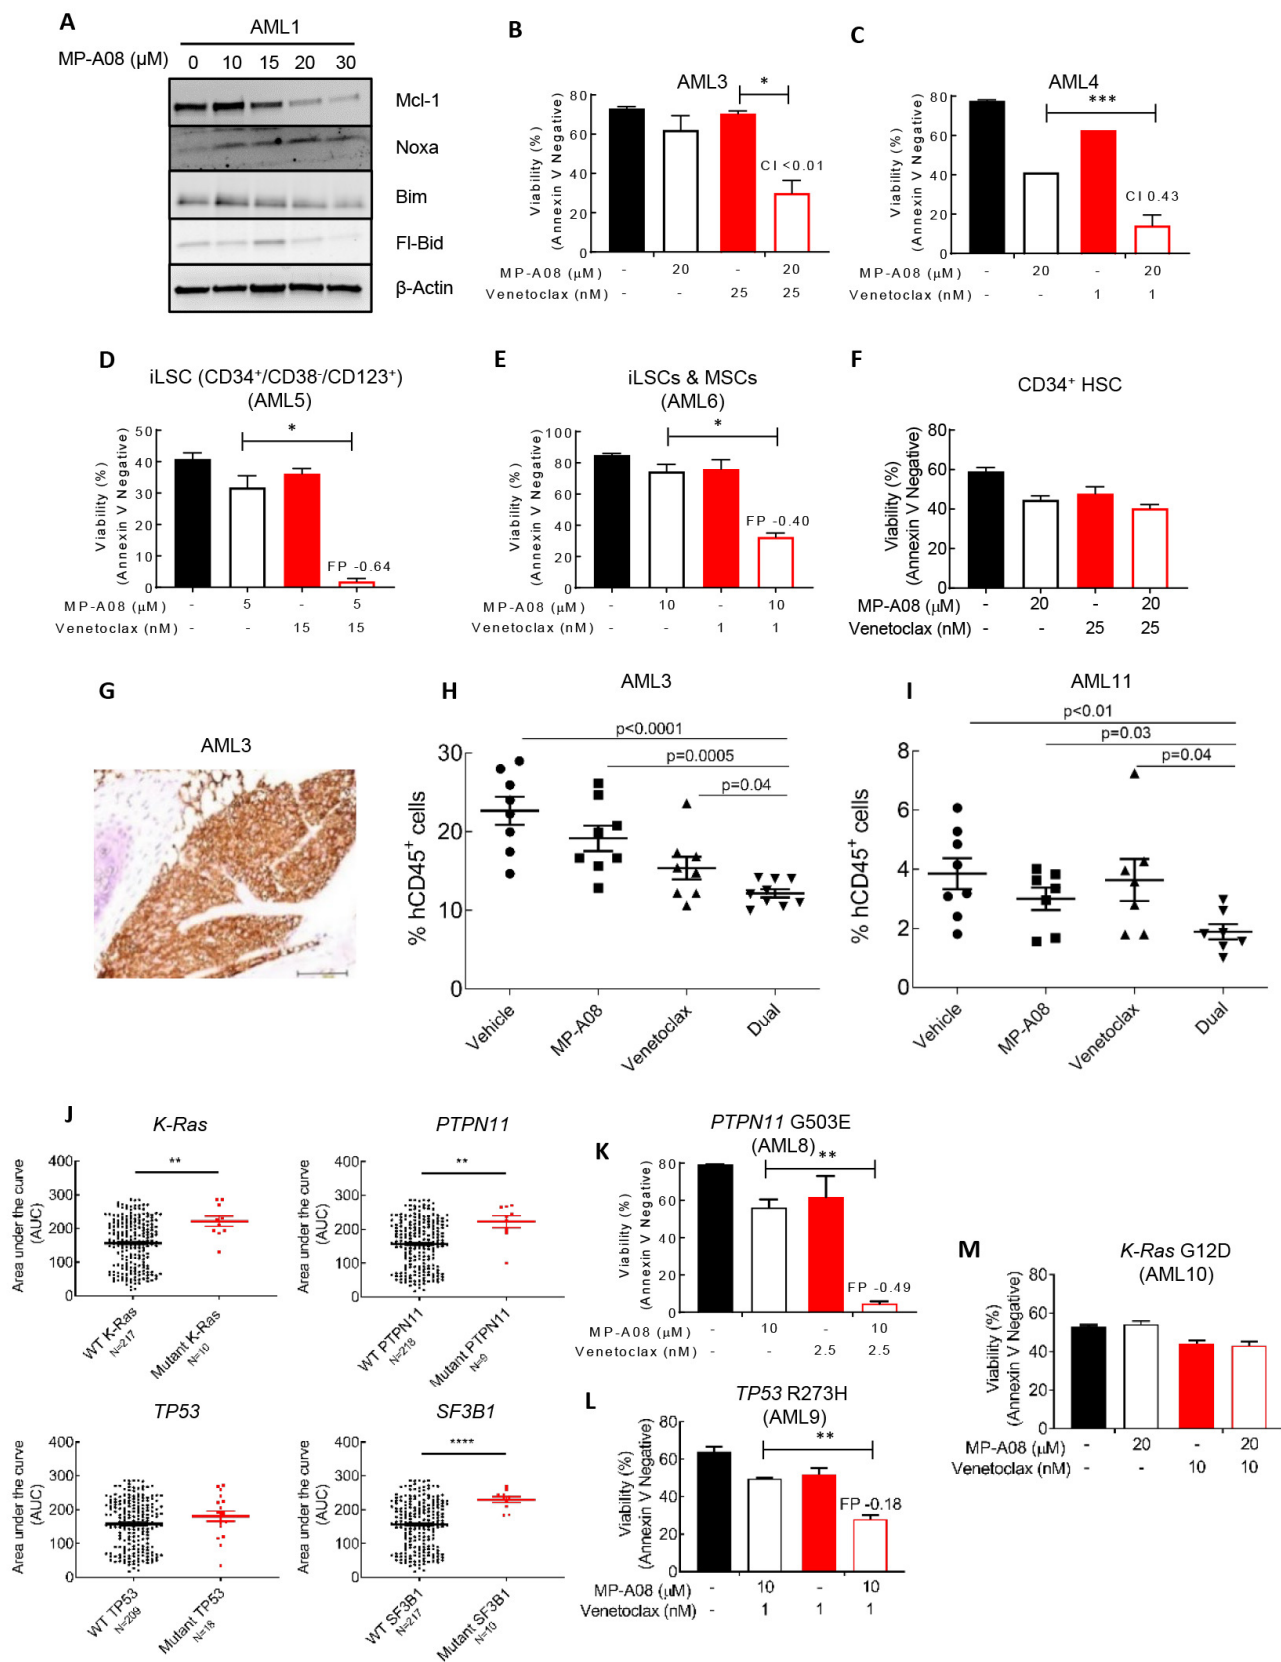 A
AML1
MP-A08 (µM) 0 10 15 20 30
Mcl-1
Noxa
Bim
Fl-Bid
β-Actin
B
AML3
*
Viability (%)
(Annexin V Negative)
80
60
40
20
0
CI <0.01
MP-A08 (µM) - 20 - 20
Venetoclax (nM) - - 25 25
C
AML4
***
Viability (%)
(Annexin V Negative)
80
60
40
20
0
CI 0.43
MP-A08 (µM) - 20 - 20
Venetoclax (nM) - - 1 1
D
iLSC (CD34⁺/CD38⁻/CD123⁺)
(AML5)
*
Viability (%)
(Annexin V Negative)
50
40
30
20
10
0
FP -0.64
MP-A08 (µM) - 5 - 5
Venetoclax (nM) - - 15 15
E
iLSCs & MSCs
(AML6)
*
Viability (%)
(Annexin V Negative)
100
80
60
40
20
0
FP -0.40
MP-A08 (µM) - 10 - 10
Venetoclax (nM) - - 1 1
F
CD34⁺ HSC
Viability (%)
(Annexin V Negative)
80
60
40
20
0
MP-A08 (µM) - 20 - 20
Venetoclax (nM) - - 25 25
G
AML3
H
AML3
p<0.0001
p=0.0005
p=0.04
% hCD45⁺ cells
30
20
10
0
Vehicle
MP-A08
Venetoclax
Dual
I
AML11
p<0.01
p=0.03
p=0.04
% hCD45⁺ cells
8
6
4
2
0
Vehicle
MP-A08
Venetoclax
Dual
J
K-Ras
**
Area under the curve
(AUC)
400
300
200
100
0
WT K-Ras
N=217
Mutant K-Ras
N=10
PTPN11
**
Area under the curve
(AUC)
400
300
200
100
0
WT PTPN11
N=218
Mutant PTPN11
N=9
TP53
Area under the curve
(AUC)
400
300
200
100
0
WT TP53
N=209
Mutant TP53
N=18
SF3B1
****
Area under the curve
(AUC)
400
300
200
100
0
WT SF3B1
N=217
Mutant SF3B1
N=10
K
PTPN11 G503E
(AML8)
**
Viability (%)
(Annexin V Negative)
80
60
40
20
0
FP -0.49
MP-A08 (µM) - 10 - 10
Venetoclax (nM) - - 2.5 2.5
L
TP53 R273H
(AML9)
**
Viability (%)
(Annexin V Negative)
80
60
40
20
0
FP -0.18
MP-A08 (µM) - 10 - 10
Venetoclax (nM) - 1 1 1
M
K-Ras G12D
(AML10)
Viability (%)
(Annexin V Negative)
80
60
40
20
0
MP-A08 (µM) - 20 - 20
Venetoclax (nM) - - 10 10